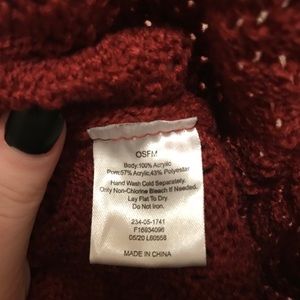 OSFM
Body:100% Acrylic
Pom:57% Acrylic,43% Polyester
Hand Wash Cold Separately.
Only Non-Chlorine Bleach If Needed.
Lay Flat To Dry
Do Not Iron.
234-05-1741
F16934096
05/20 L60556
MADE IN CHINA